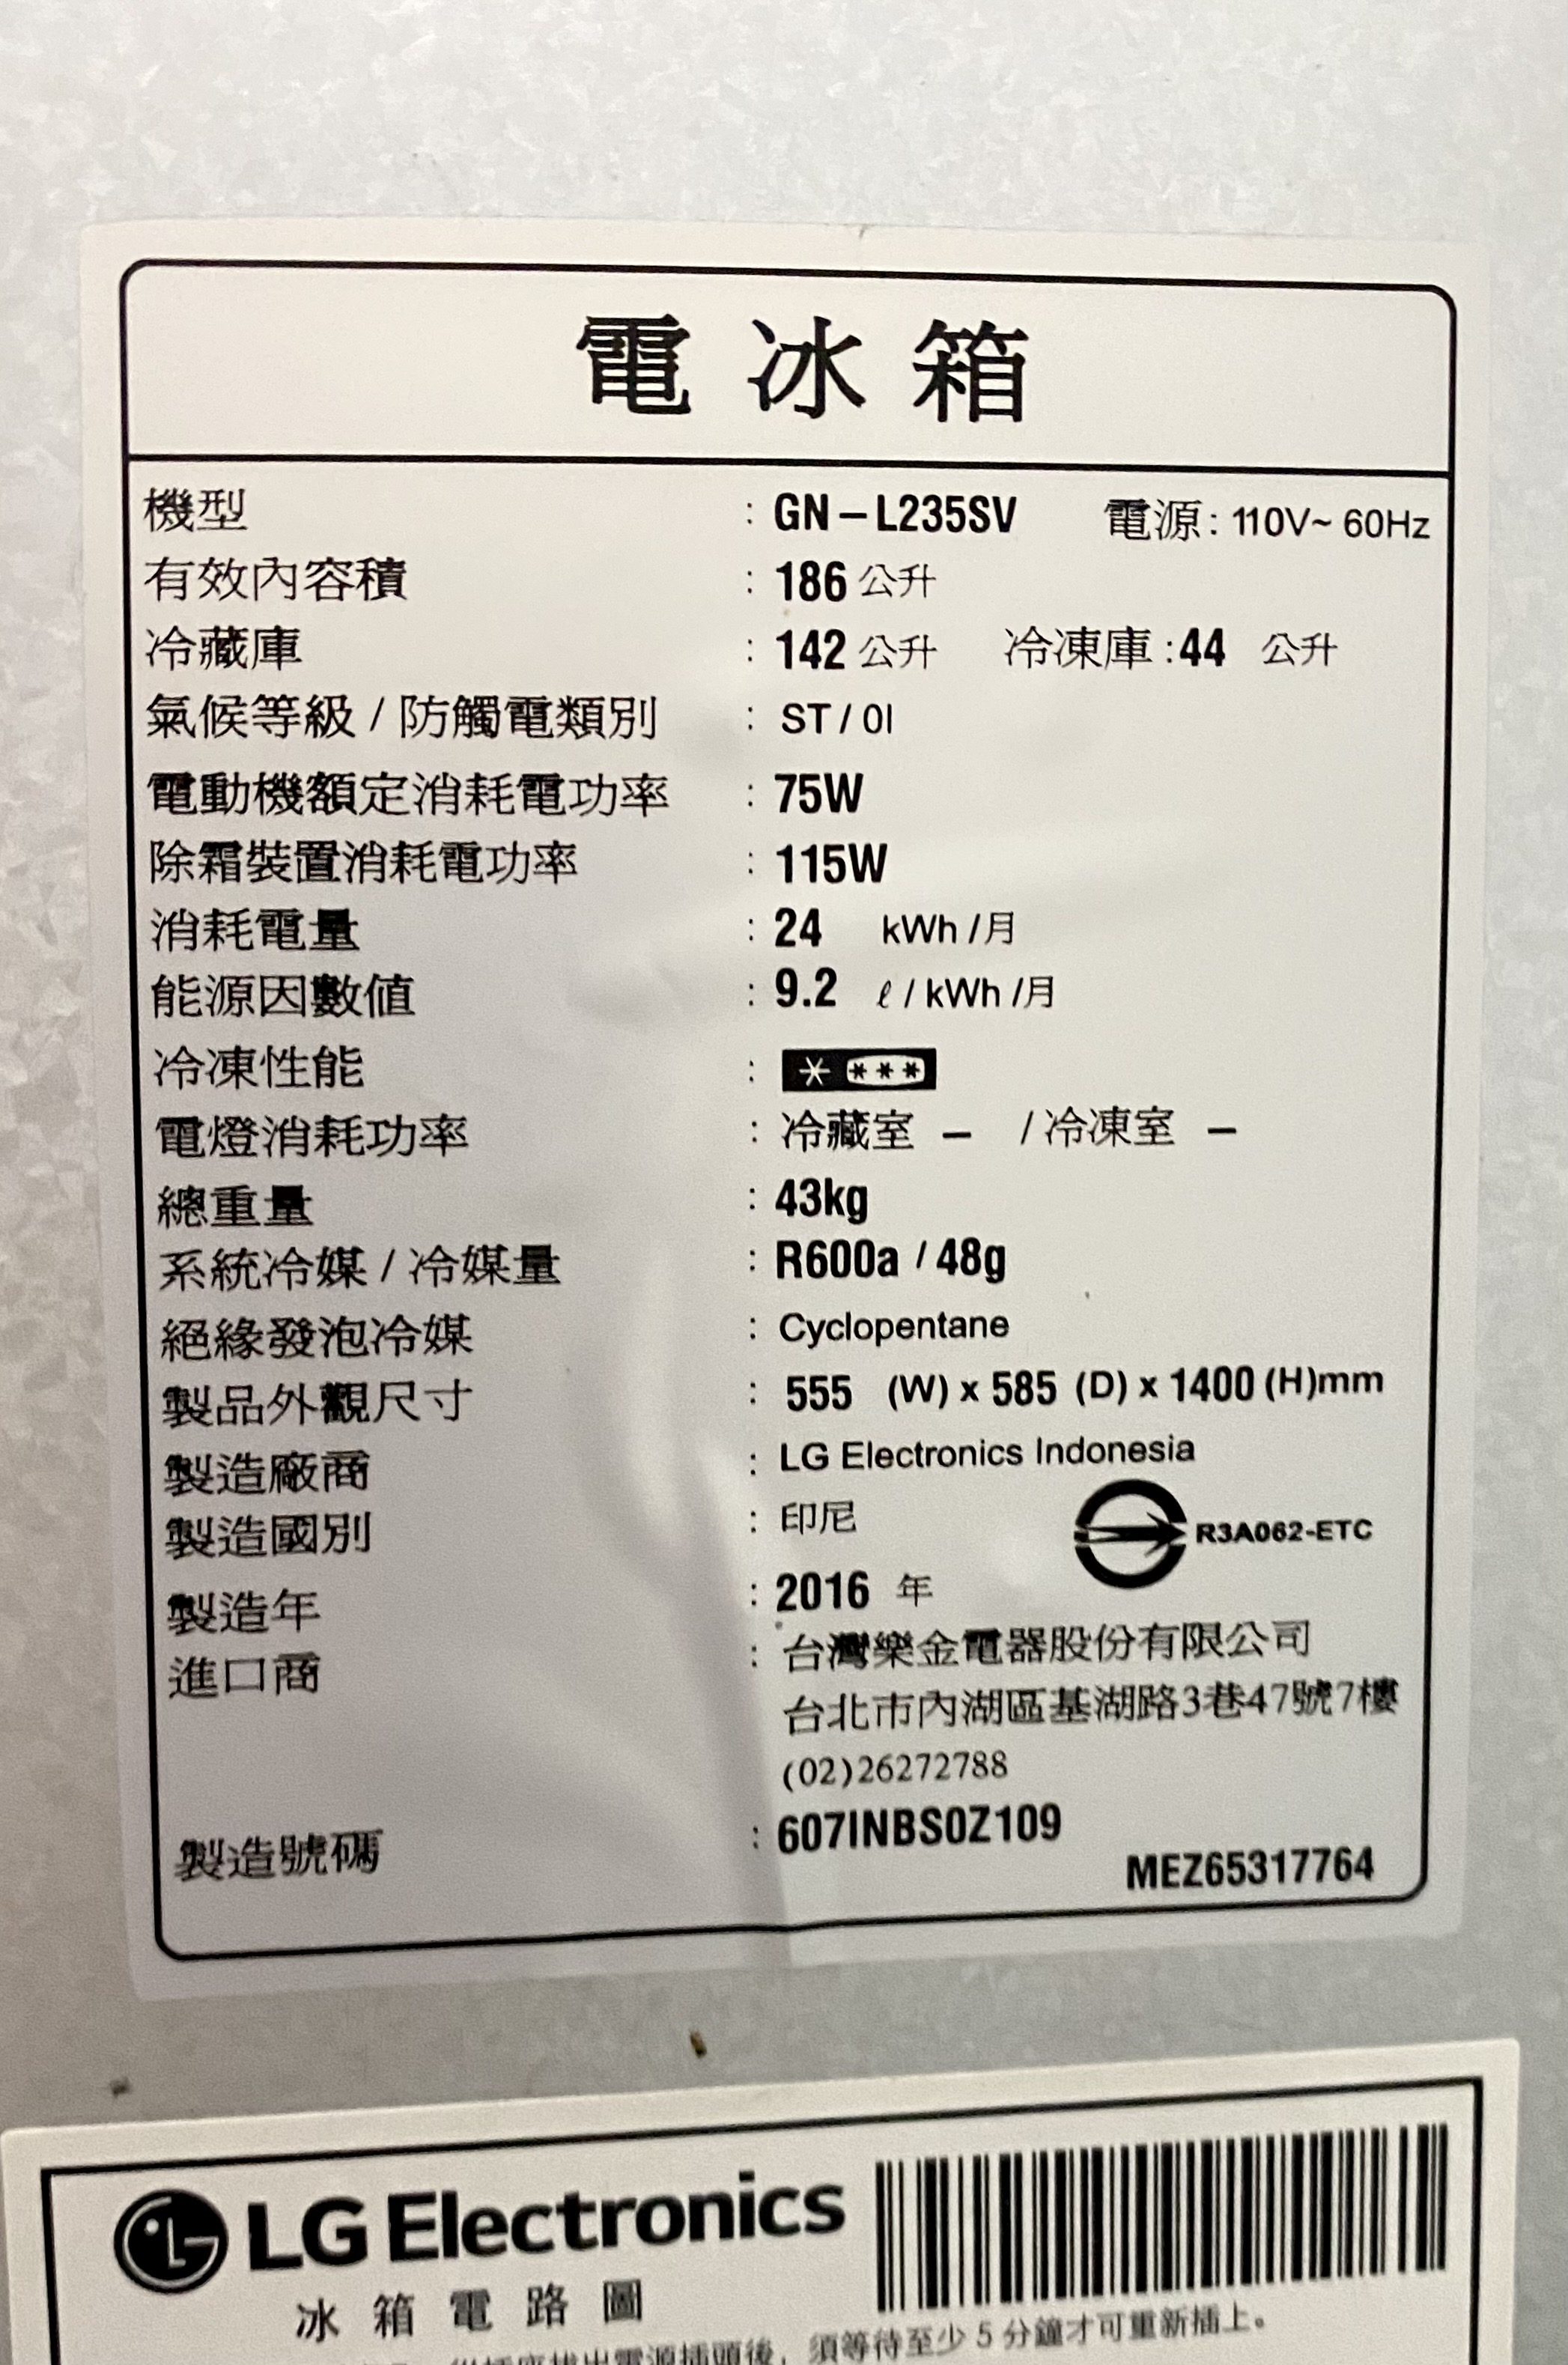 電冰箱
機型 : GN-L235SV 電源: 110V~ 60Hz
有效內容積 : 186 公升
冷藏庫 : 142 公升 冷凍庫 :44 公升
氣候等級 / 防觸電類別 : ST / 0I
電動機額定消耗電功率 : 75W
除霜裝置消耗電功率 : 115W
消耗電量 : 24 kWh /月
能源因數值 : 9.2 ℓ / kWh /月
冷凍性能 : * ***
電燈消耗功率 : 冷藏室 – / 冷凍室 –
總重量 : 43kg
系統冷媒 / 冷媒量 : R600a / 48g
絕緣發泡冷媒 : Cyclopentane
製品外觀尺寸 : 555 (W) x 585 (D) x 1400 (H)mm
製造廠商 : LG Electronics Indonesia
製造國別 : 印尼 R3A062-ETC
製造年 : 2016 年
進口商 : 台灣樂金電器股份有限公司
台北市內湖區基湖路3巷47號7樓
(02)26272788
製造號碼 : 607INBS0Z109
MEZ65317764
LG Electronics
冰箱電路圖
拔出電源插頭後，須等待至少5分鐘才可重新插上。